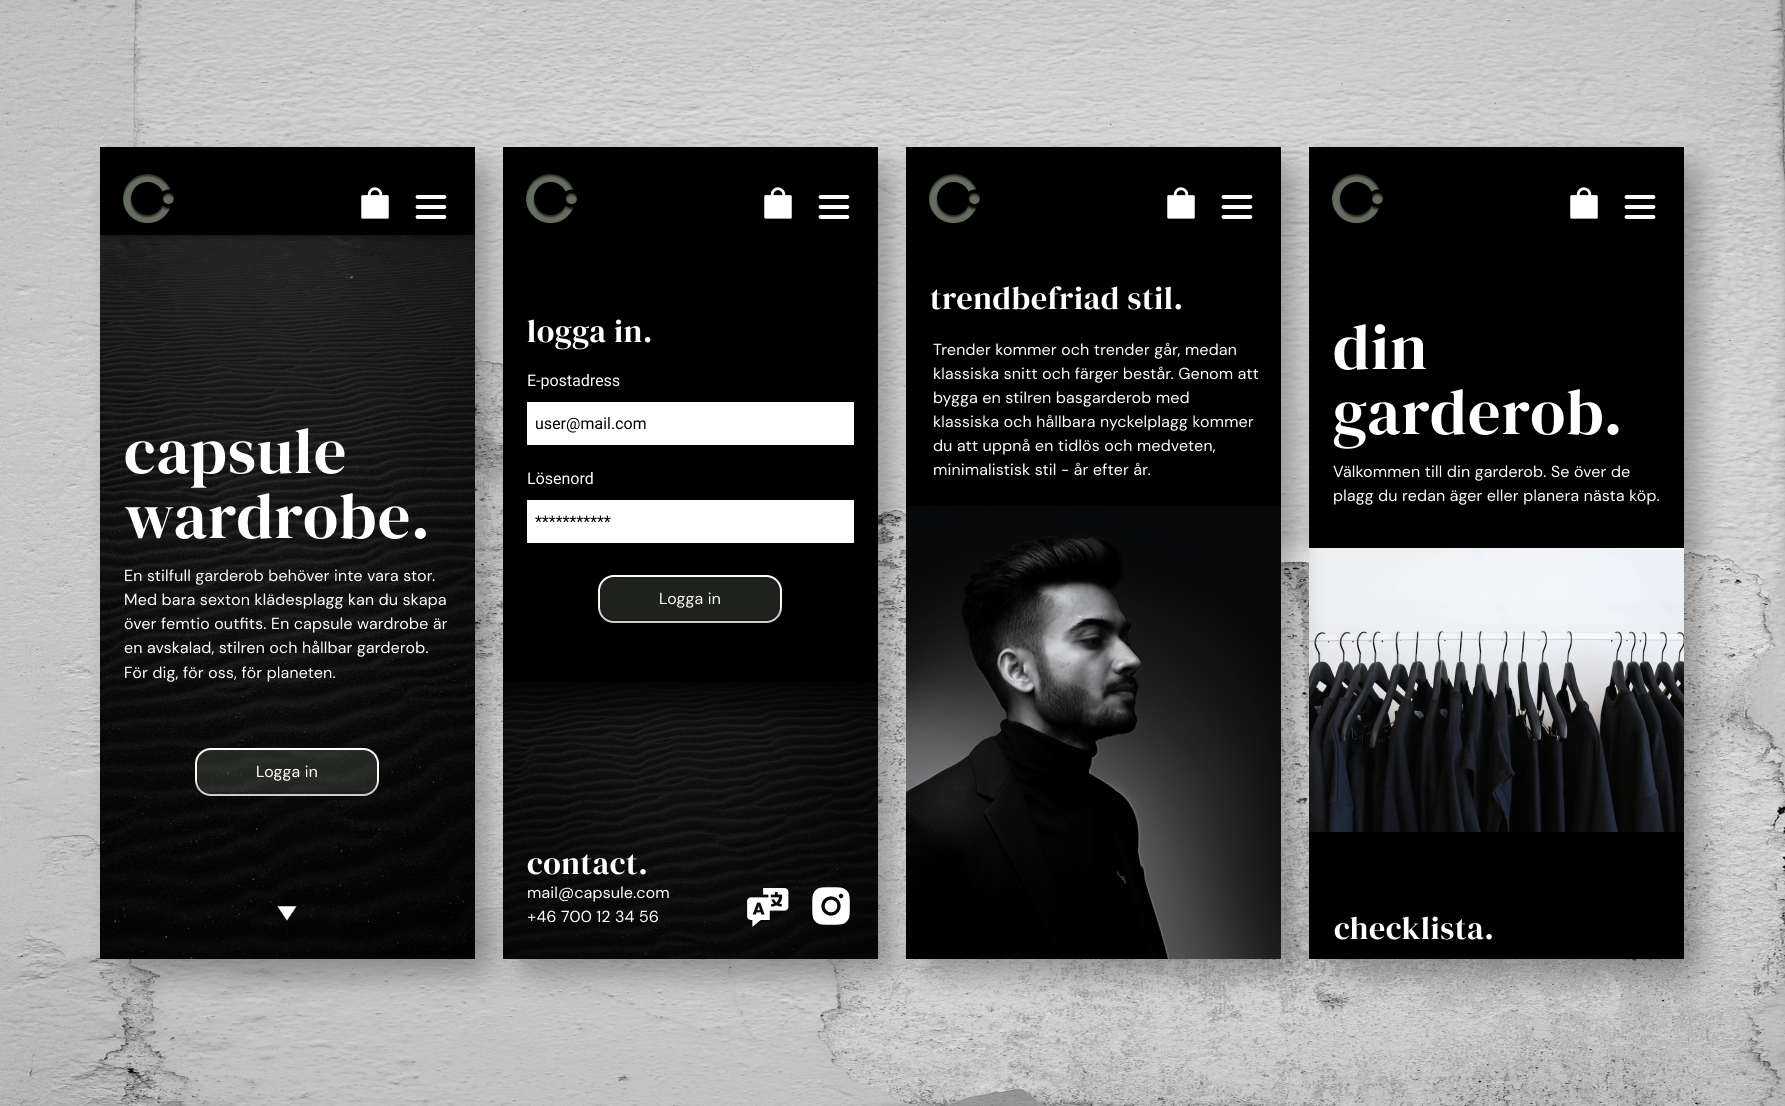 capsule
wardrobe.
En stilfull garderob behöver inte vara stor.
Med bara sexton klädesplagg kan du skapa
över femtio outfits. En capsule wardrobe är
en avskalad, stilren och hållbar garderob.
För dig, för oss, för planeten.
Logga in
logga in.
E-postadress
user@mail.com
Lösenord
***********
Logga in
contact.
mail@capsule.com
+46 700 12 34 56
A 文
trendbefriad stil.
Trender kommer och trender går, medan
klassiska snitt och färger består. Genom att
bygga en stilren basgarderob med
klassiska och hållbara nyckelplagg kommer
du att uppnå en tidlös och medveten,
minimalistisk stil - år efter år.
din
garderob.
Välkommen till din garderob. Se över de
plagg du redan äger eller planera nästa köp.
checklista.